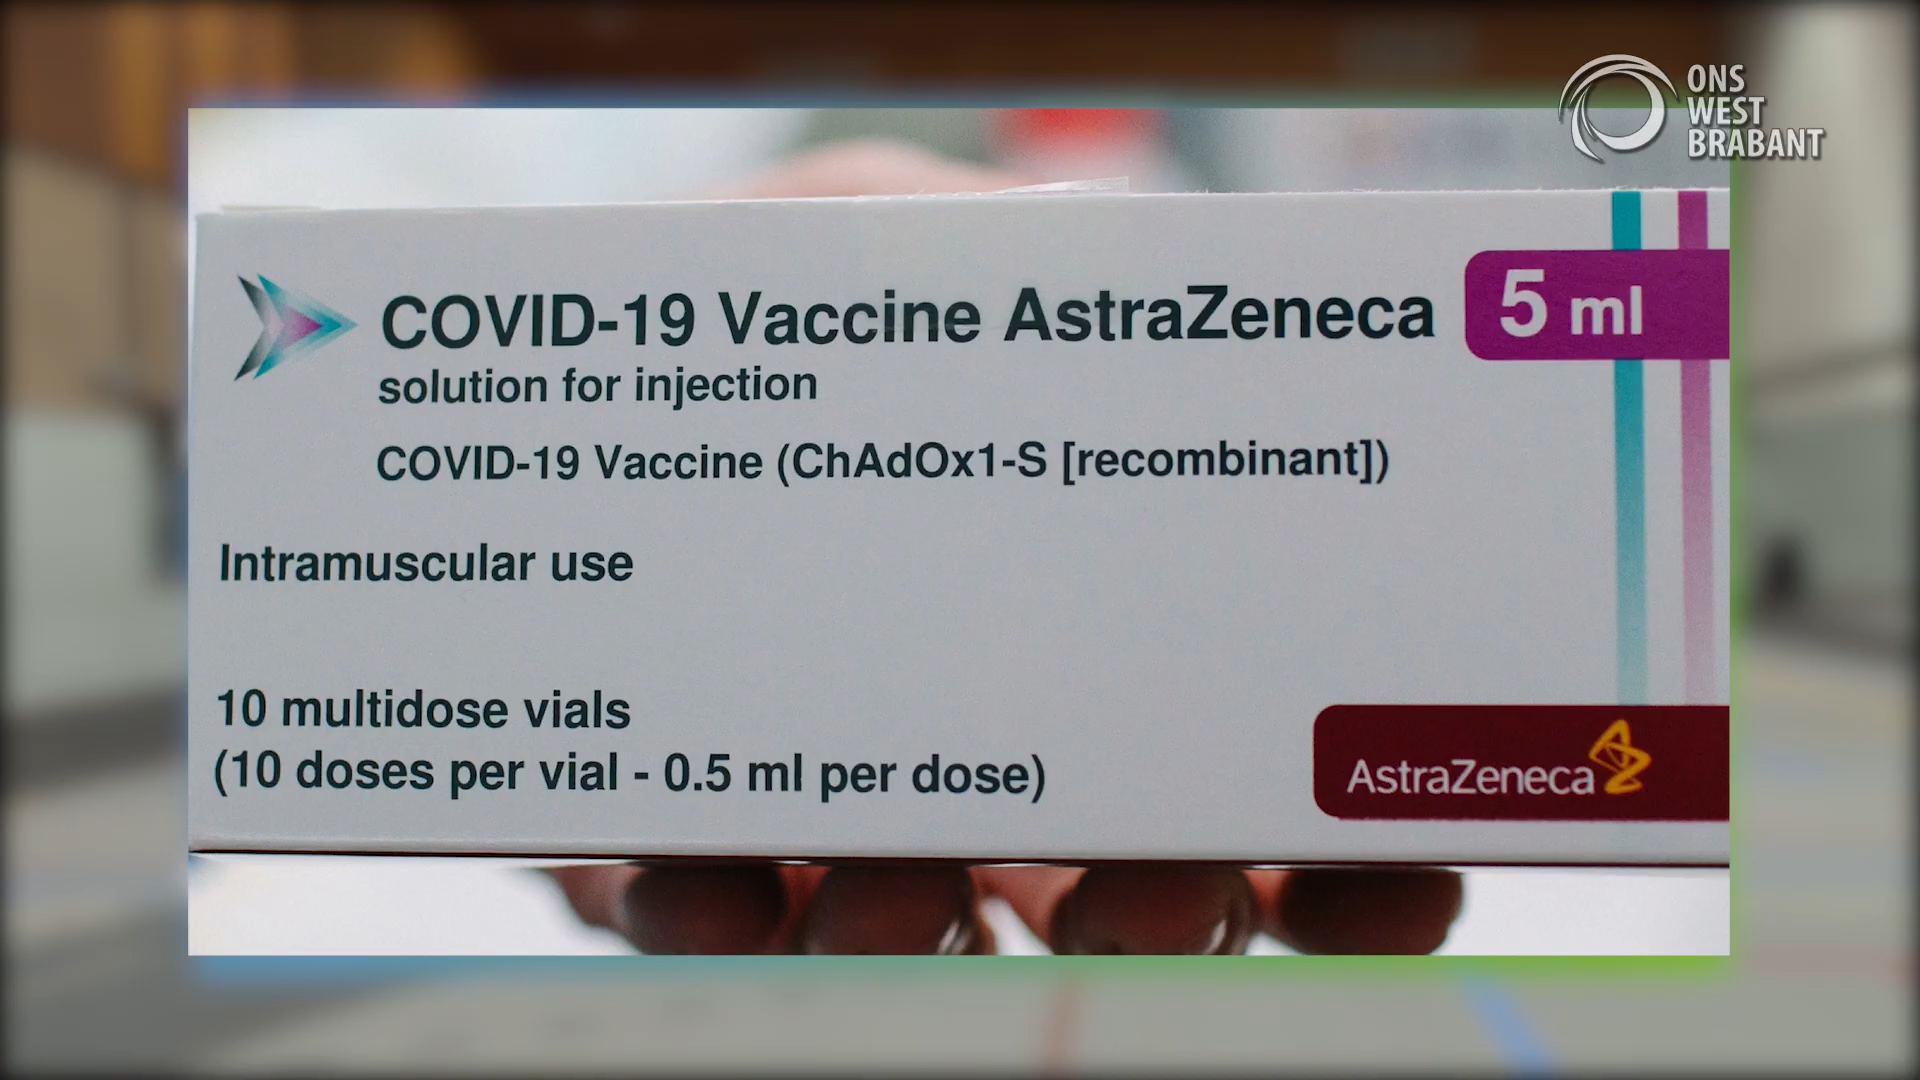 ONS
WEST
BRABANT
COVID-19 Vaccine AstraZeneca
5 ml
solution for injection
COVID-19 Vaccine (ChAdOx1-S [recombinant])
Intramuscular use
10 multidose vials
(10 doses per vial - 0.5 ml per dose)
AstraZeneca